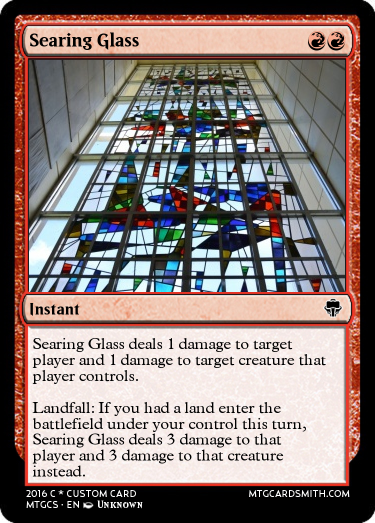 Searing Glass
Instant
Searing Glass deals 1 damage to target
player and 1 damage to target creature that
player controls.
Landfall: If you had a land enter the
battlefield under your control this turn,
Searing Glass deals 3 damage to that
player and 3 damage to that creature
instead.
2016 C * CUSTOM CARD
MTGCARDSMITH.COM
MTGCS · EN Unknown